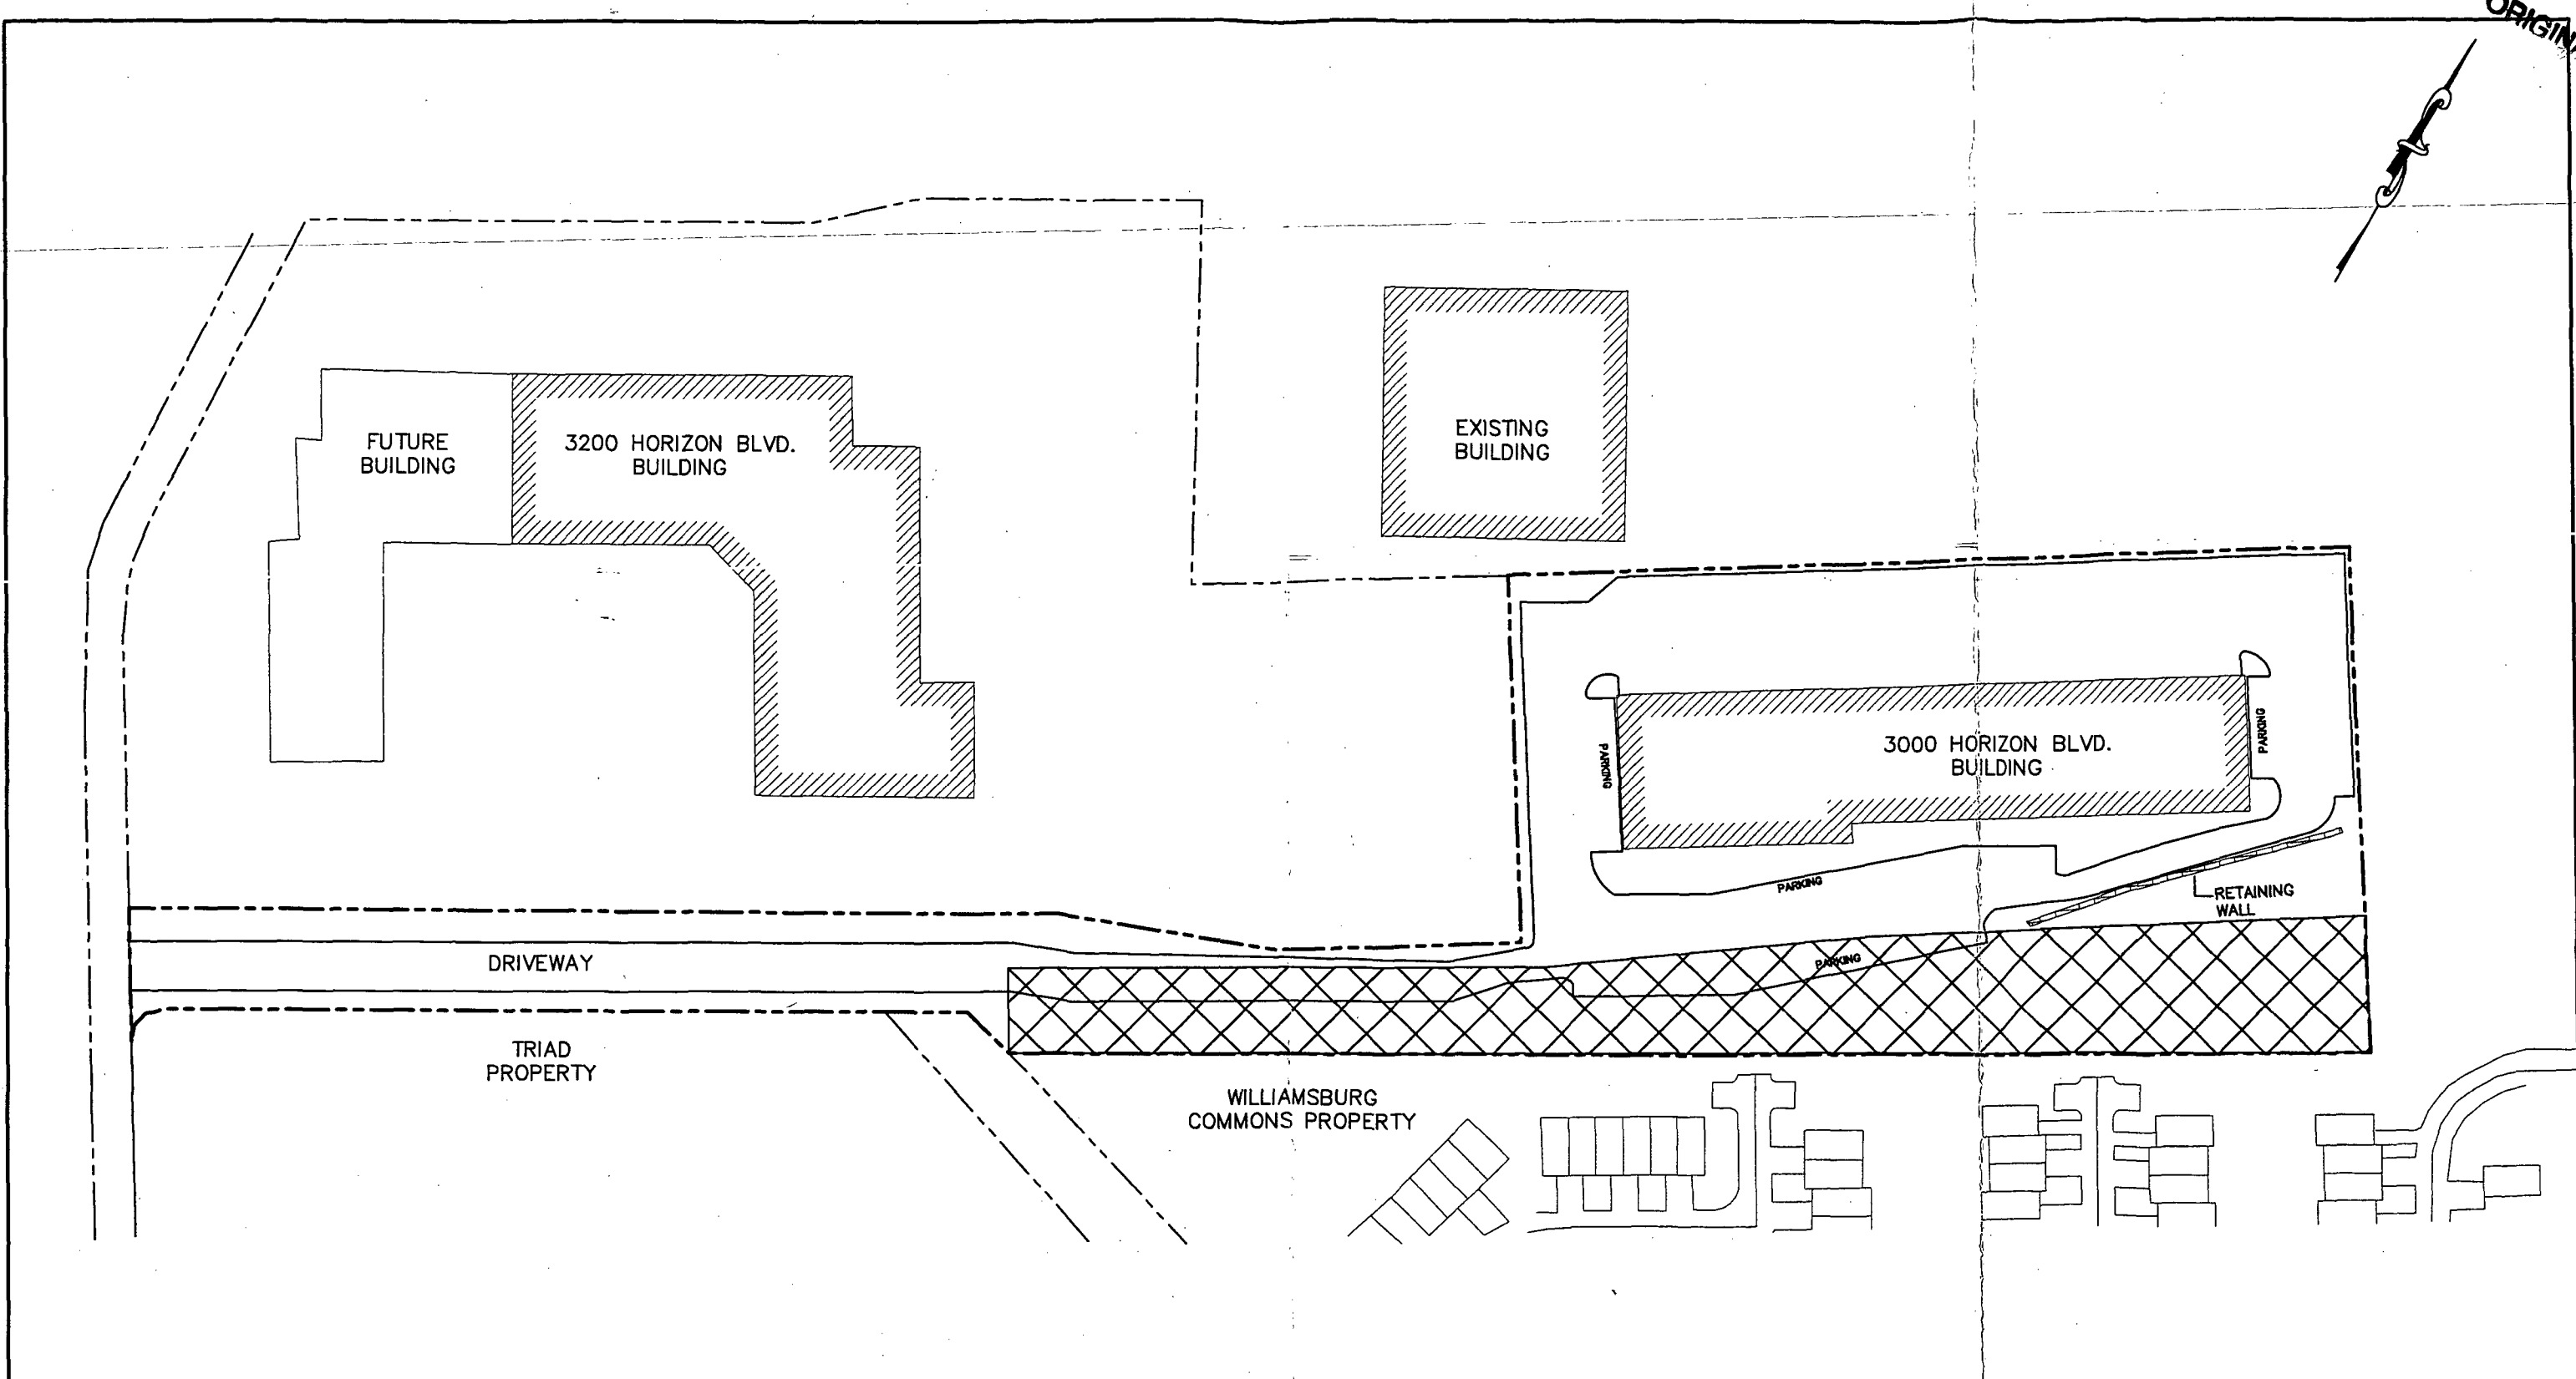 FUTURE
BUILDING
3200 HORIZON BLVD.
BUILDING
EXISTING
BUILDING
3000 HORIZON BLVD.
BUILDING
PARKING
PARKING
PARKING
RETAINING
WALL
PARKING
DRIVEWAY
TRIAD
PROPERTY
WILLIAMSBURG
COMMONS PROPERTY